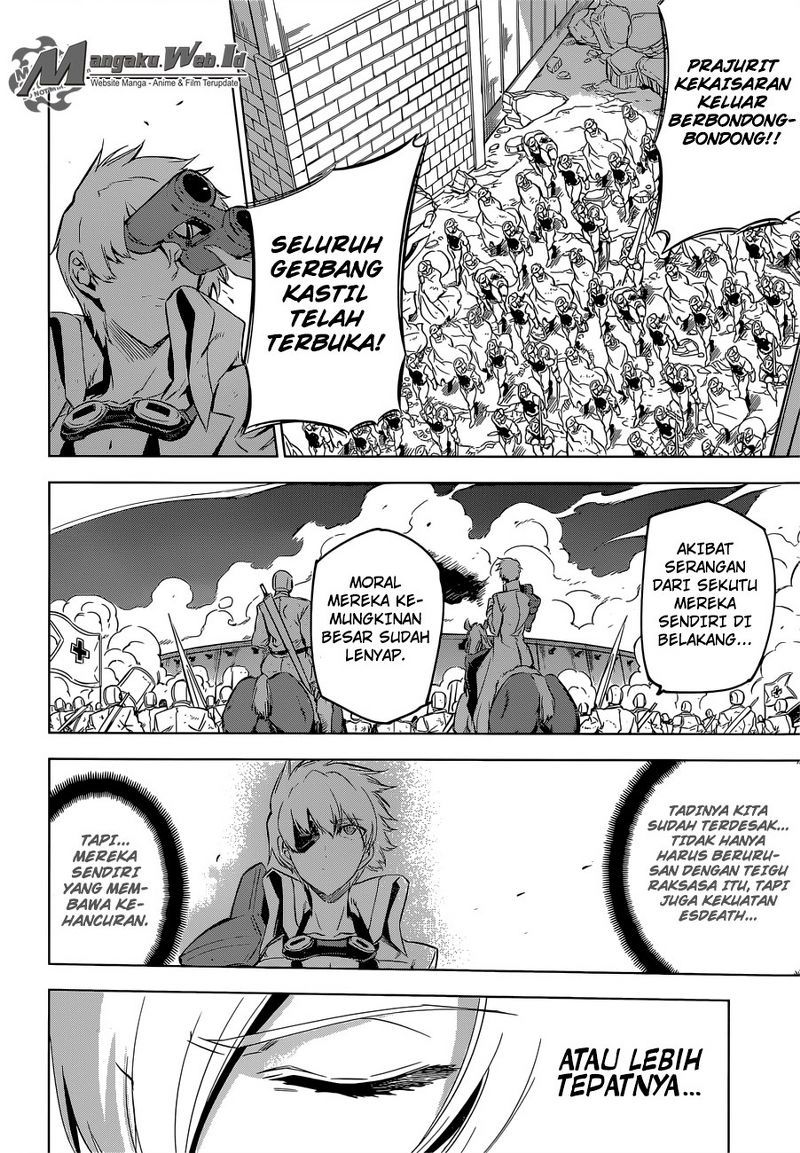 Mangaku.Web.Id
Website Manga - Anime & Film Terupdate
PRAJURIT
KEKAISARAN
KELUAR
BERBONDONG-
BONDONG!!
SELURUH
GERBANG
KASTIL
TELAH
TERBUKA!
AKIBAT
SERANGAN
DARI SEKUTU
MEREKA
SENDIRI DI
BELAKANG...
MORAL
MEREKA KE-
MUNGKINAN
BESAR SUDAH
LENYAP.
TADINYA KITA
SUDAH TERDESAK...
TIDAK HANYA
HARUS BERURU-
SAN DENGAN TEIGU
RAKSASA ITU, TAPI
JUGA KEKUATAN
ESDEATH...
TAPI...
MEREKA
SENDIRI
YANG MEM-
BAWA KE-
HANCURAN.
ATAU LEBIH
TEPATNYA...